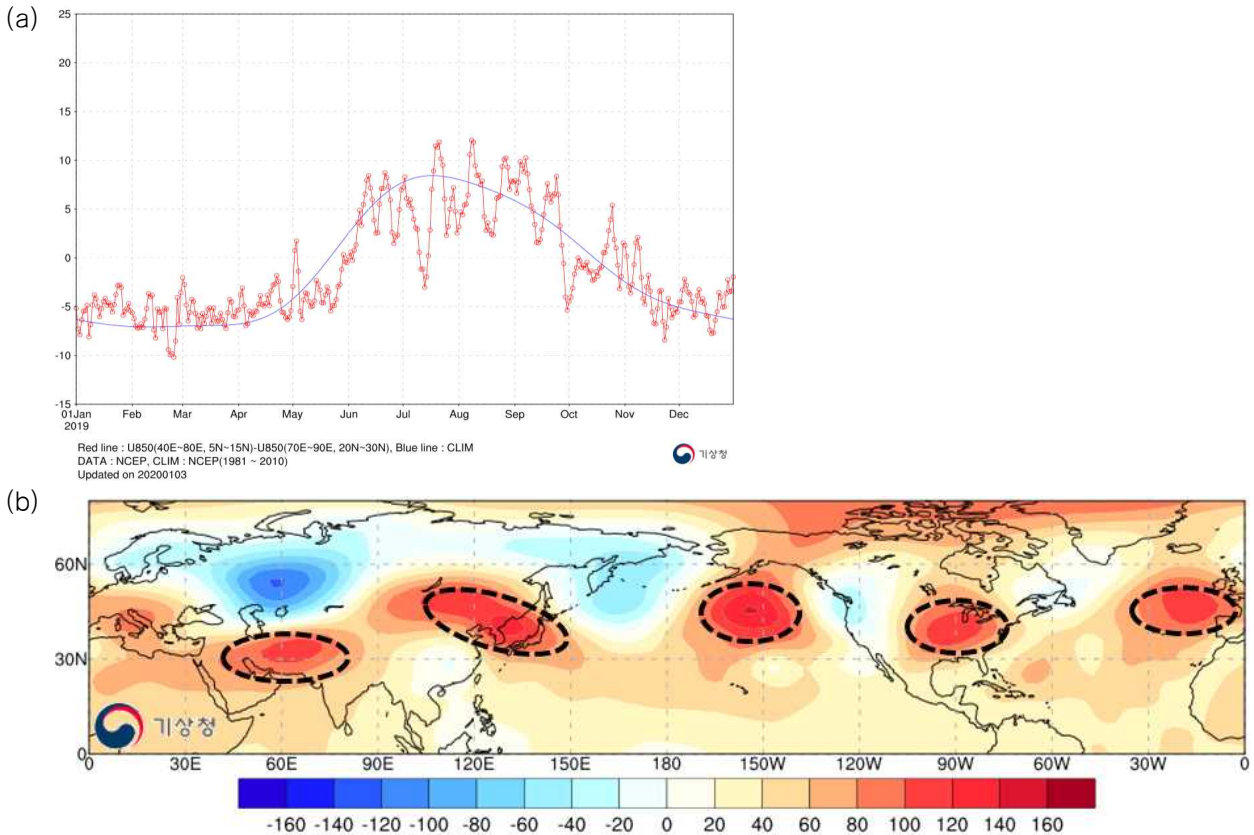 (a)
25
20
15
10
5
0
-5
-10
-15
01Jan Feb Mar Apr May Jun Jul Aug Sep Oct Nov Dec
2019
Red line : U850(40E~80E, 5N~15N)-U850(70E~90E, 20N~30N), Blue line : CLIM
DATA : NCEP, CLIM : NCEP(1981 ~ 2010)
Updated on 20200103
기상청
(b)
60N
30N
0
기상청
0 30E 60E 90E 120E 150E 180 150W 120W 90W 60W 30W 0
-160 -140 -120 -100 -80 -60 -40 -20 0 20 40 60 80 100 120 140 160